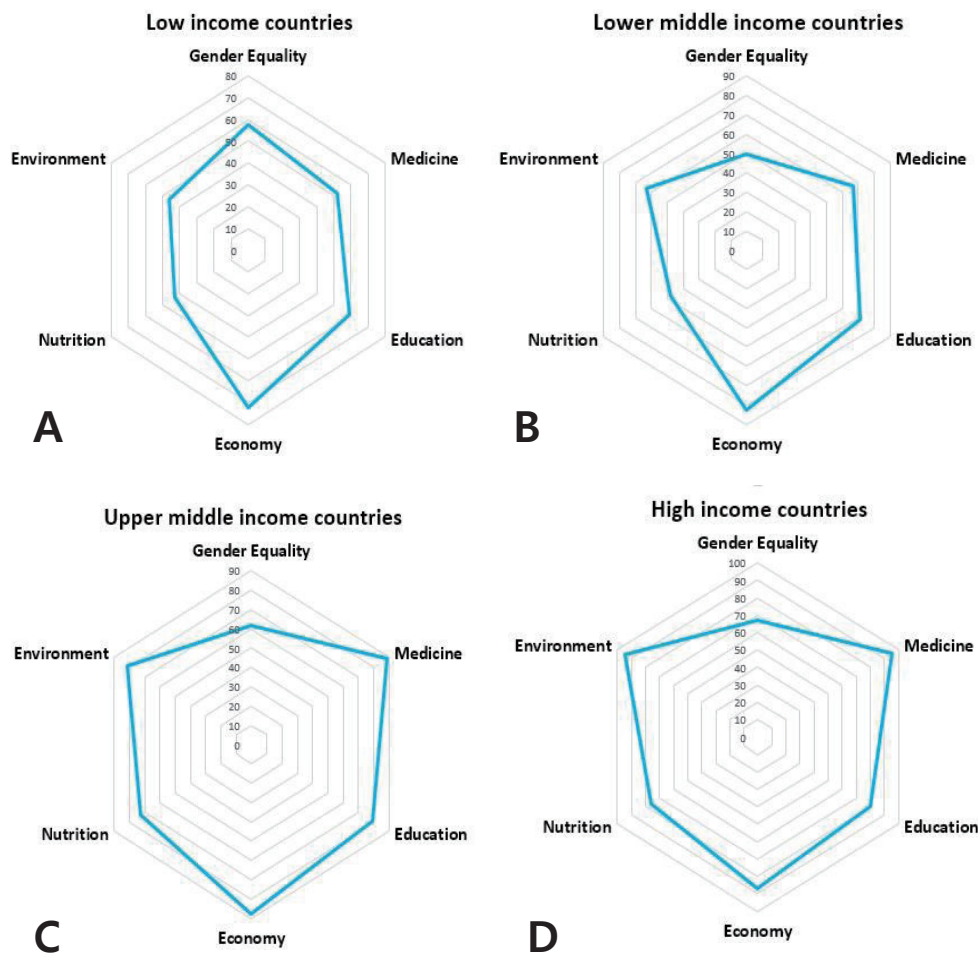 Low income countries
Gender Equality
80
70
60
50
40
30
20
10
0
Environment
Medicine
Nutrition
Education
Economy
A
Lower middle income countries
Gender Equality
90
80
70
60
50
40
30
20
10
0
Environment
Medicine
Nutrition
Education
Economy
B
Upper middle income countries
Gender Equality
90
80
70
60
50
40
30
20
10
0
Environment
Medicine
Nutrition
Education
Economy
C
High income countries
Gender Equality
100
90
80
70
60
50
40
30
20
10
0
Environment
Medicine
Nutrition
Education
Economy
D